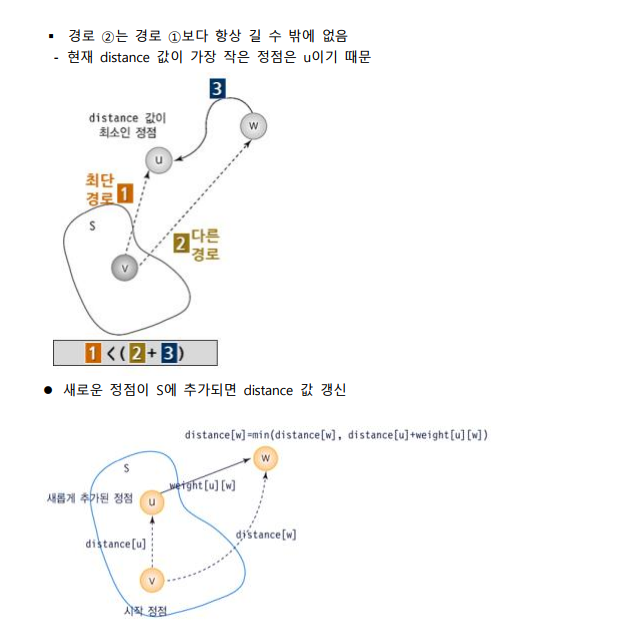 ▪ 경로 ②는 경로 ①보다 항상 길 수 밖에 없음
- 현재 distance 값이 가장 작은 정점은 u이기 때문
3
distance 값이
최소인 정점
w
u
최단
경로 1
S
2 다른
경로
v
1 <( 2 + 3 )
● 새로운 정점이 S에 추가되면 distance 값 갱신
distance[w]=min(distance[w], distance[u]+weight[u][w])
S
w
weight[u][w]
새롭게 추가된 정점
u
distance[w]
distance[u]
v
시작 정점